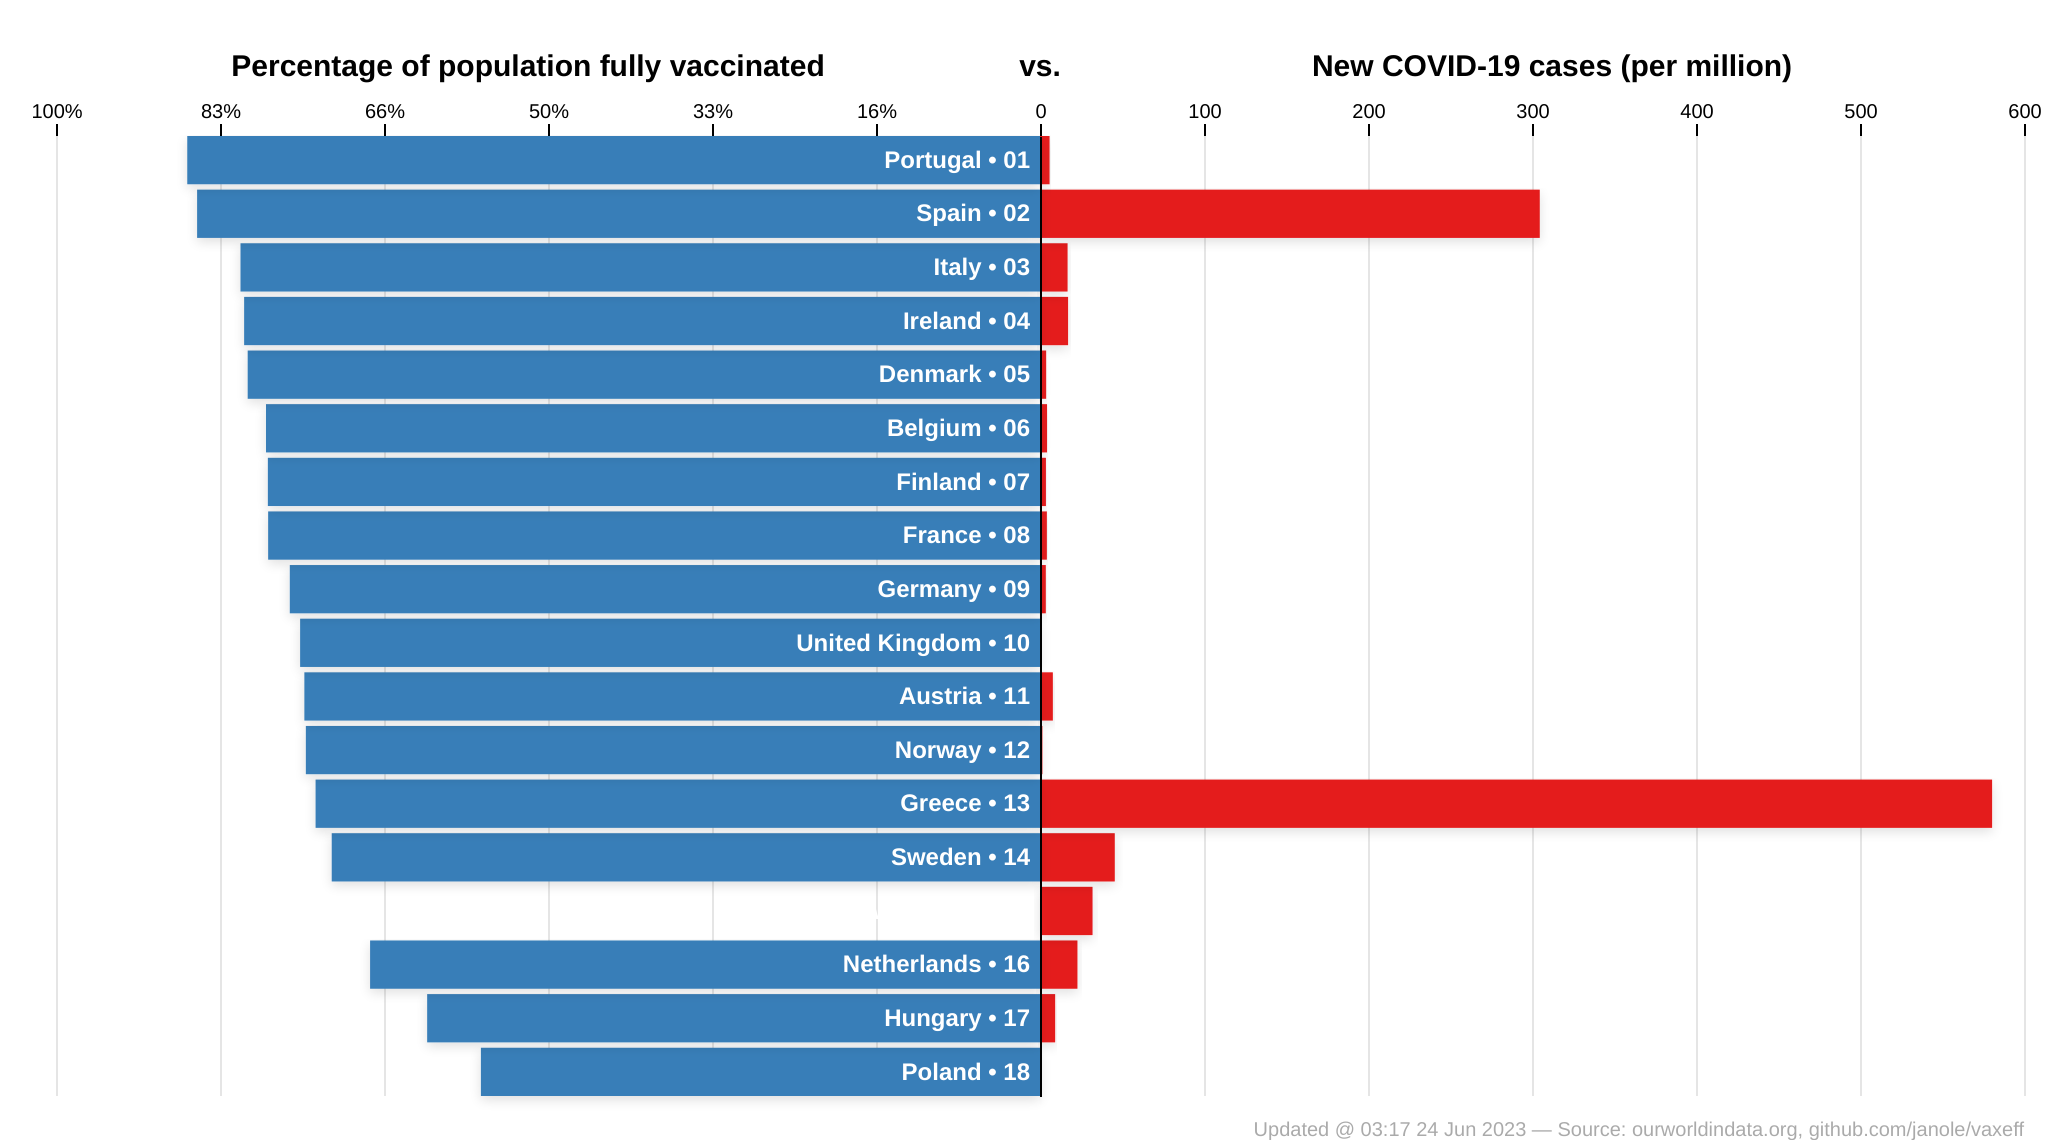 Percentage of population fully vaccinated vs. New COVID-19 cases (per million)
100% 83% 66% 50% 33% 16% 0 100 200 300 400 500 600
Portugal • 01
Spain • 02
Italy • 03
Ireland • 04
Denmark • 05
Belgium • 06
Finland • 07
France • 08
Germany • 09
United Kingdom • 10
Austria • 11
Norway • 12
Greece • 13
Sweden • 14
Netherlands • 16
Hungary • 17
Poland • 18
Updated @ 03:17 24 Jun 2023 — Source: ourworldindata.org, github.com/janole/vaxeff